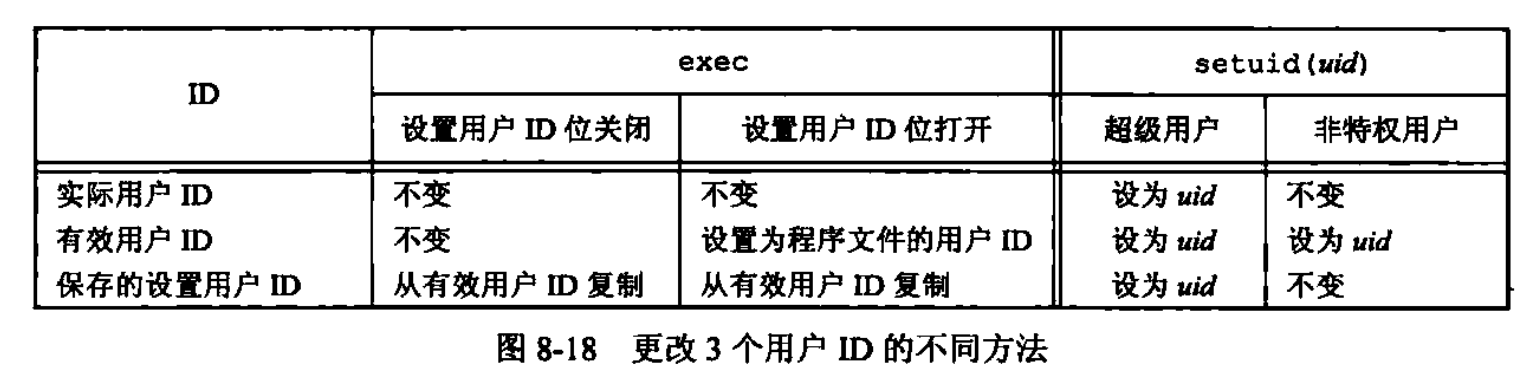 ID exec setuid(uid)
设置用户 ID 位关闭 设置用户 ID 位打开 超级用户 非特权用户
实际用户 ID 不变 不变 设为 uid 不变
有效用户 ID 不变 设置为程序文件的用户 ID 设为 uid 设为 uid
保存的设置用户 ID 从有效用户 ID 复制 从有效用户 ID 复制 设为 uid 不变
图 8-18 更改 3 个用户 ID 的不同方法